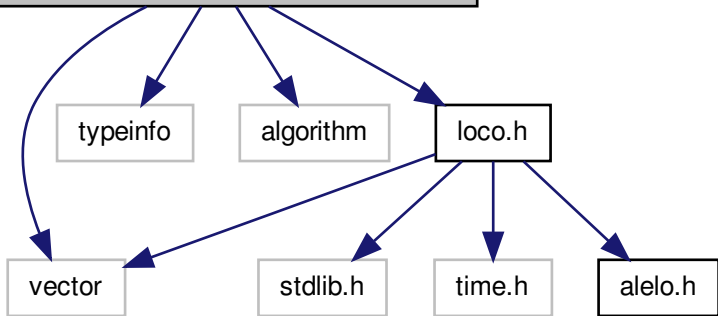 typeinfo
algorithm
loco.h
vector
stdlib.h
time.h
alelo.h